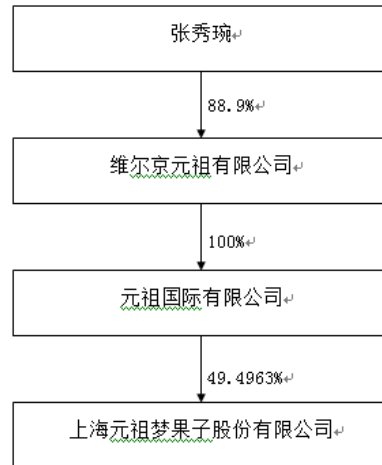 张秀琬
88.9%
维尔京元祖有限公司
100%
元祖国际有限公司
49.4963%
上海元祖梦果子股份有限公司